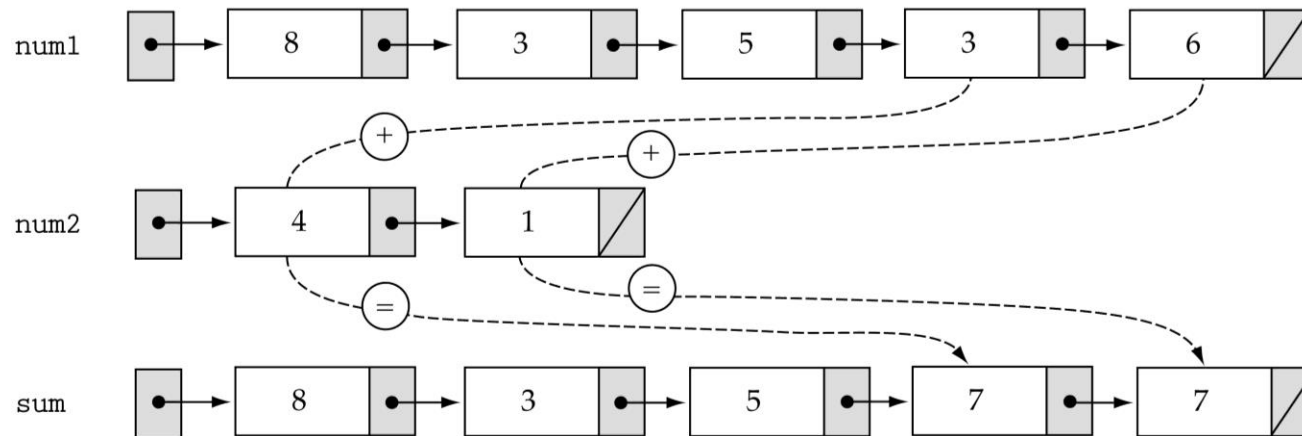 num1 8 3 5 3 6
+ +
num2 4 1
= =
sum 8 3 5 7 7